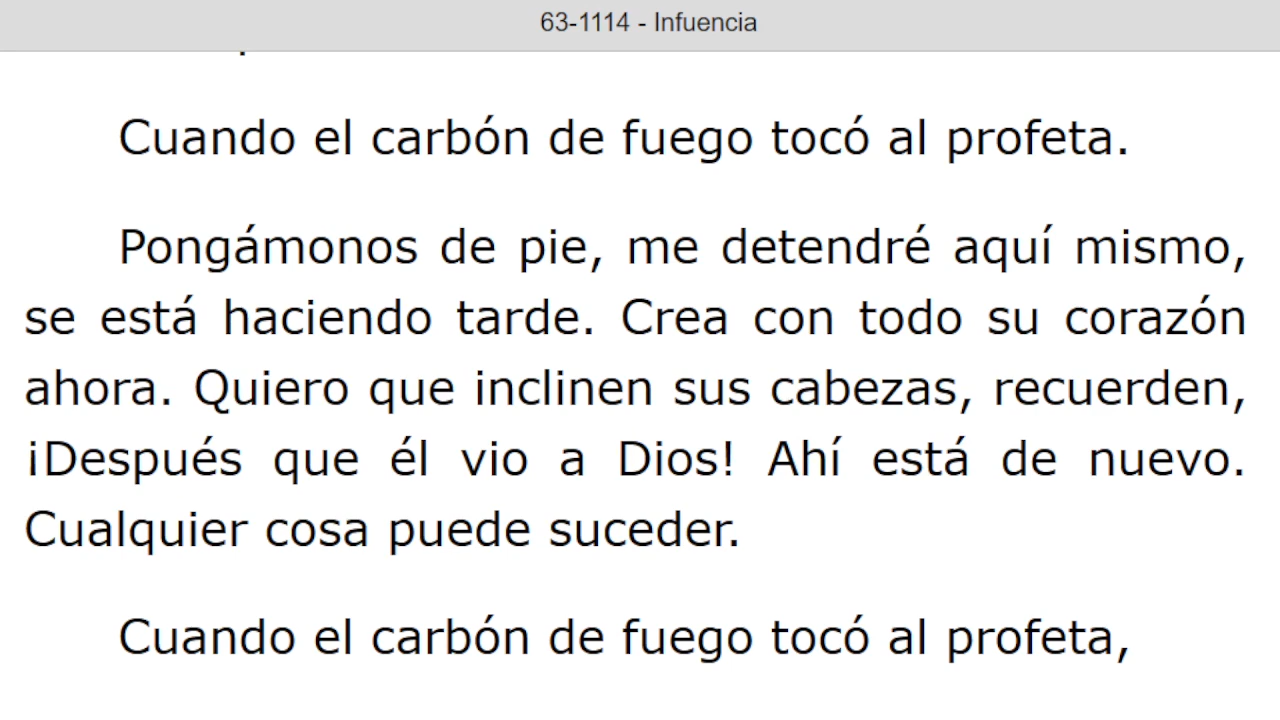 63-1114 - Infuencia
Cuando el carbón de fuego tocó al profeta.
Pongámonos de pie, me detendré aquí mismo,
se está haciendo tarde. Crea con todo su corazón
ahora. Quiero que inclinen sus cabezas, recuerden,
¡Después que él vio a Dios! Ahí está de nuevo.
Cualquier cosa puede suceder.
Cuando el carbón de fuego tocó al profeta,